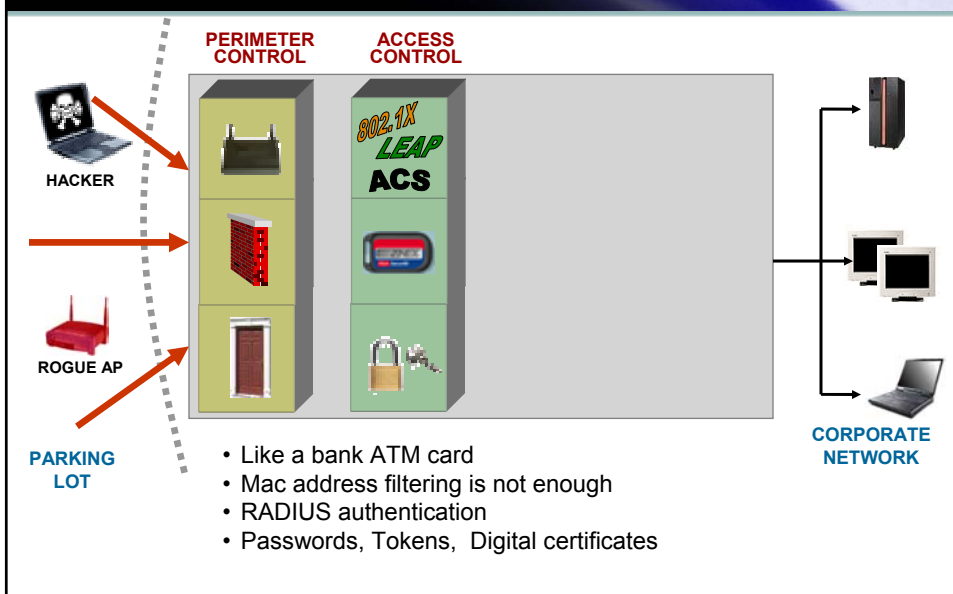 PERIMETER
CONTROL
ACCESS
CONTROL
HACKER
802.1X
LEAP
ACS
ROGUE AP
PARKING
LOT
CORPORATE
NETWORK
• Like a bank ATM card
• Mac address filtering is not enough
• RADIUS authentication
• Passwords, Tokens,  Digital certificates